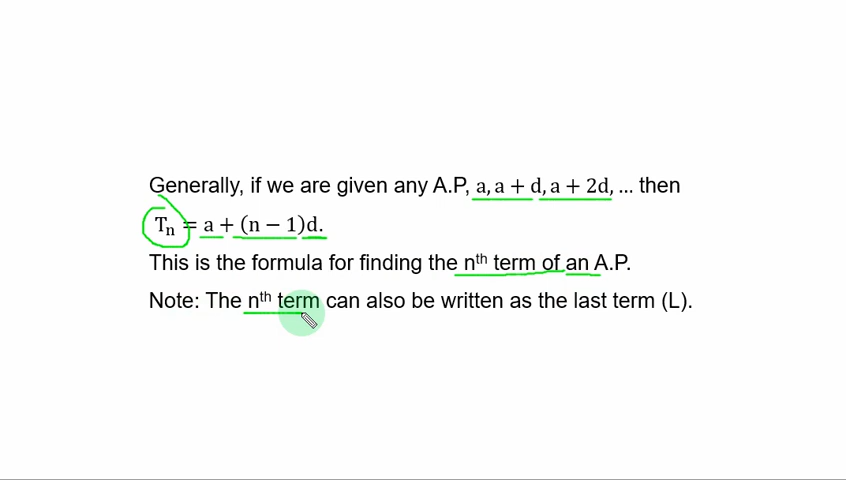 Generally, if we are given any A.P, a, a + d, a + 2d, ... then
Tₙ = a + (n − 1)d.
This is the formula for finding the nᵗʰ term of an A.P.
Note: The nᵗʰ term can also be written as the last term (L).